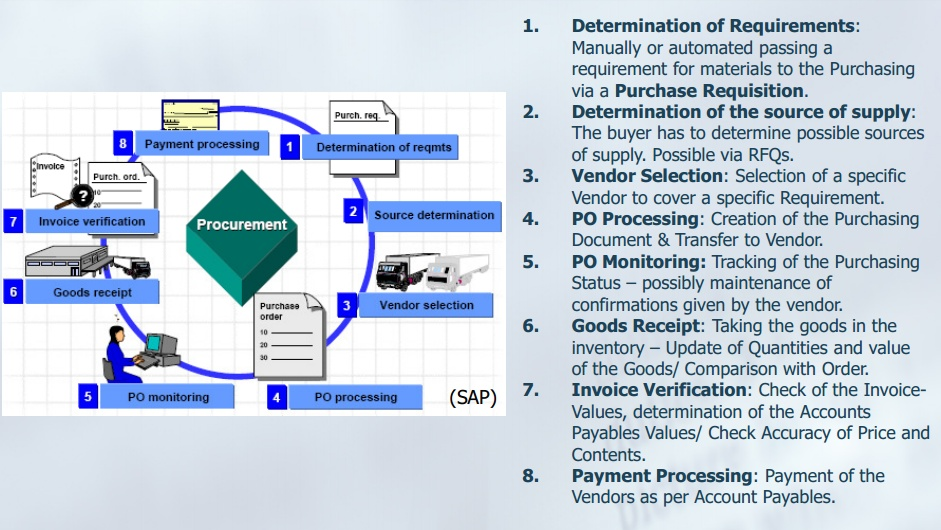 Purch. req.
8 Payment processing
1 Determination of reqmts
Invoice
?
Purch. ord.
10
20
7 Invoice verification
Procurement
2 Source determination
6 Goods receipt
3 Vendor selection
Purchase
order
10
20
30
5 PO monitoring
4 PO processing
(SAP)
1. Determination of Requirements:
Manually or automated passing a
requirement for materials to the Purchasing
via a Purchase Requisition.
2. Determination of the source of supply:
The buyer has to determine possible sources
of supply. Possible via RFQs.
3. Vendor Selection: Selection of a specific
Vendor to cover a specific Requirement.
4. PO Processing: Creation of the Purchasing
Document & Transfer to Vendor.
5. PO Monitoring: Tracking of the Purchasing
Status – possibly maintenance of
confirmations given by the vendor.
6. Goods Receipt: Taking the goods in the
inventory – Update of Quantities and value
of the Goods/ Comparison with Order.
7. Invoice Verification: Check of the Invoice-
Values, determination of the Accounts
Payables Values/ Check Accuracy of Price and
Contents.
8. Payment Processing: Payment of the
Vendors as per Account Payables.